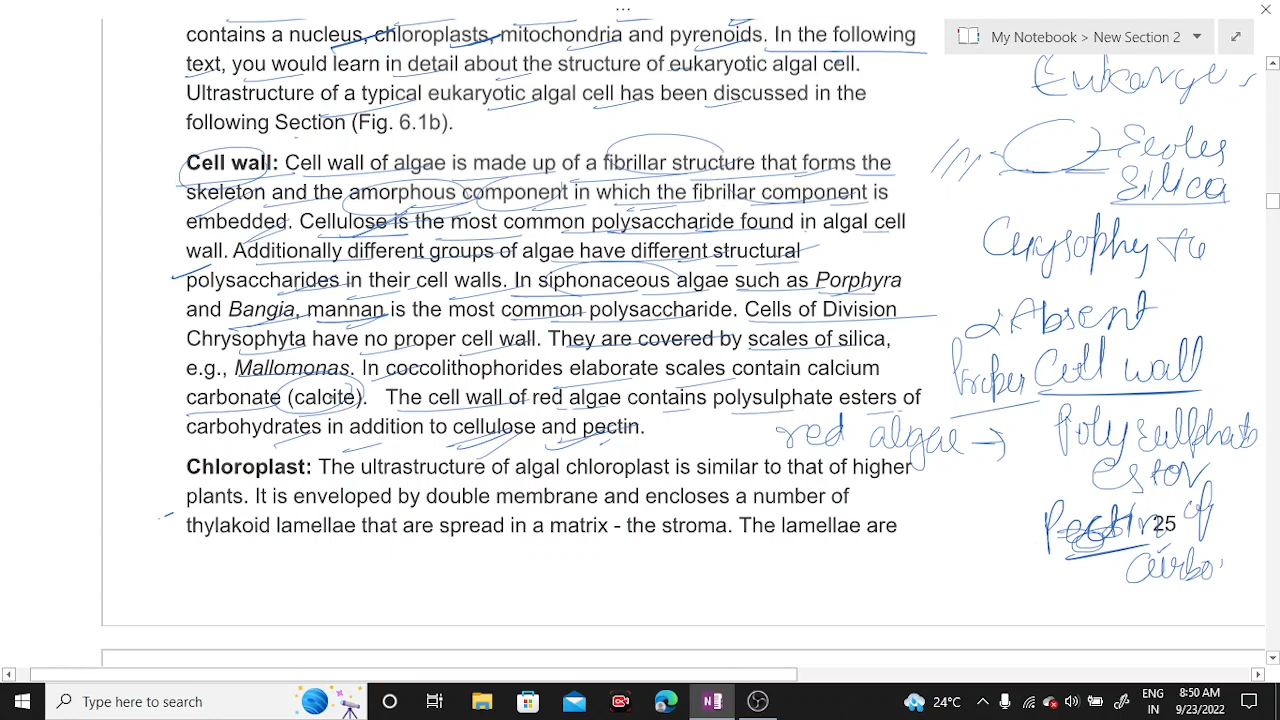 contains a nucleus, chloroplasts, mitochondria and pyrenoids. In the following
text, you would learn in detail about the structure of eukaryotic algal cell.
Ultrastructure of a typical eukaryotic algal cell has been discussed in the
following Section (Fig. 6.1b).
Cell wall: Cell wall of algae is made up of a fibrillar structure that forms the
skeleton and the amorphous component in which the fibrillar component is
embedded. Cellulose is the most common polysaccharide found in algal cell
wall. Additionally different groups of algae have different structural
polysaccharides in their cell walls. In siphonaceous algae such as Porphyra
and Bangia, mannan is the most common polysaccharide. Cells of Division
Chrysophyta have no proper cell wall. They are covered by scales of silica,
e.g., Mallomonas. In coccolithophorides elaborate scales contain calcium
carbonate (calcite). The cell wall of red algae contains polysulphate esters of
carbohydrates in addition to cellulose and pectin.
Chloroplast: The ultrastructure of algal chloroplast is similar to that of higher
plants. It is enveloped by double membrane and encloses a number of
thylakoid lamellae that are spread in a matrix - the stroma. The lamellae are
25
...
My Notebook > New Section 2
Silica
Absent
Proper Cell wall
red algae → Polysulphate
Pectin of
Carbo
Type here to search
24°C
ENG
IN
8:50 AM
9/23/2022